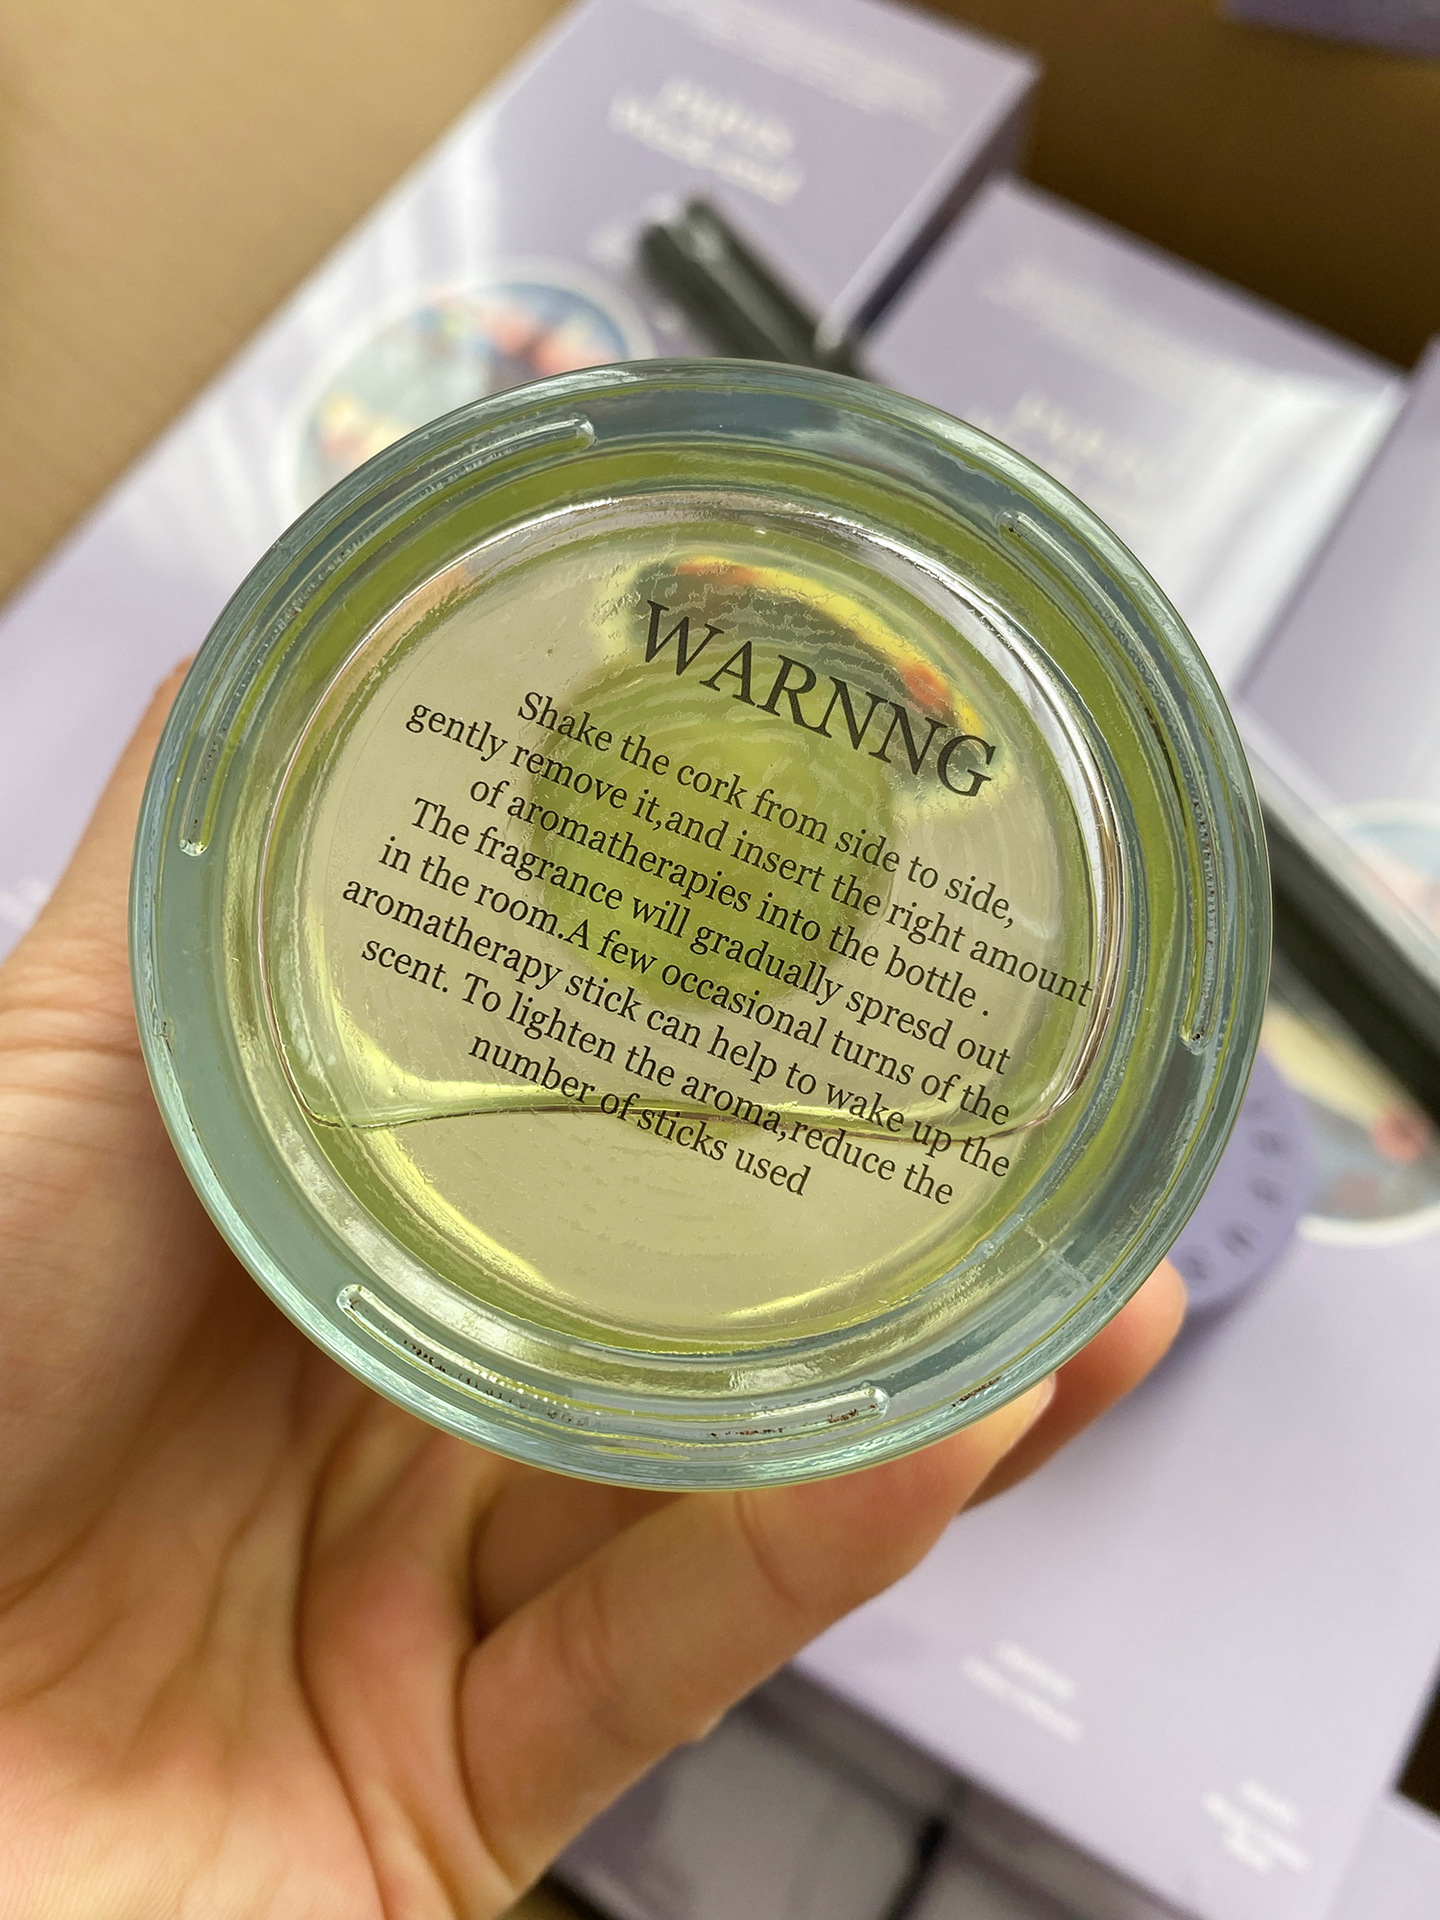 WARNNG
Shake the cork from side to side,
gently remove it,and insert the right amount
of aromatherapies into the bottle .
The fragrance will gradually spresd out
in the room.A few occasional turns of the
aromatherapy stick can help to wake up the
scent. To lighten the aroma,reduce the
number of sticks used